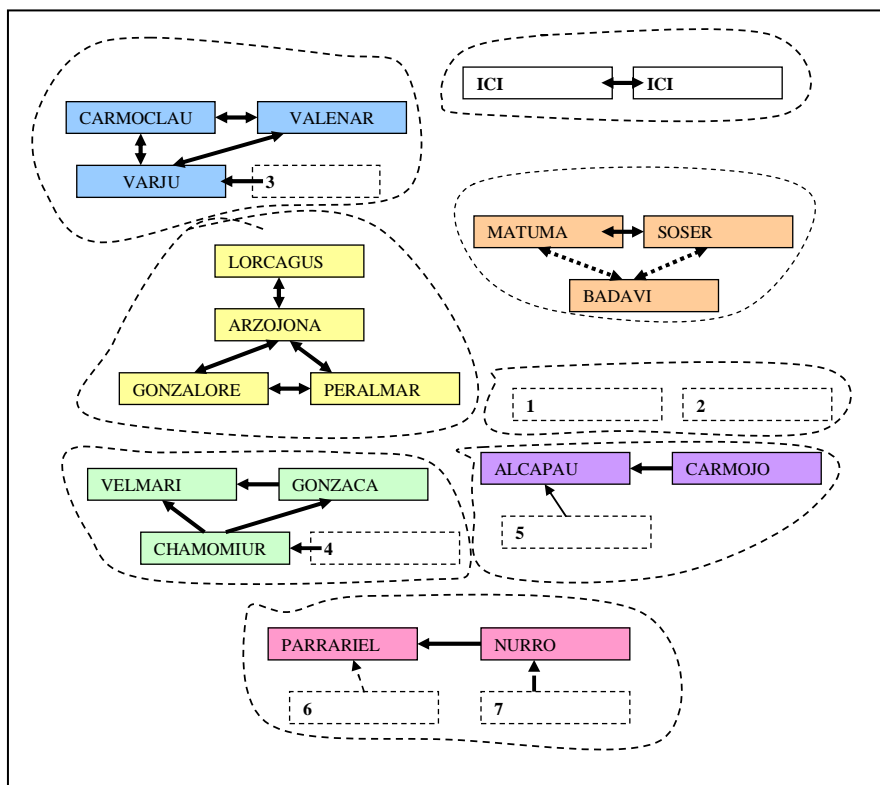 ICI ICI
CARMOCLAU VALENAR
VARJU 3
MATUMA SOSER
BADAVI
LORCAGUS
ARZOJONA
GONZALORE PERALMAR
1 2
VELMARI GONZACA
CHAMOMIUR 4
ALCAPAU CARMOJO
5
PARRARIEL NURRO
6 7